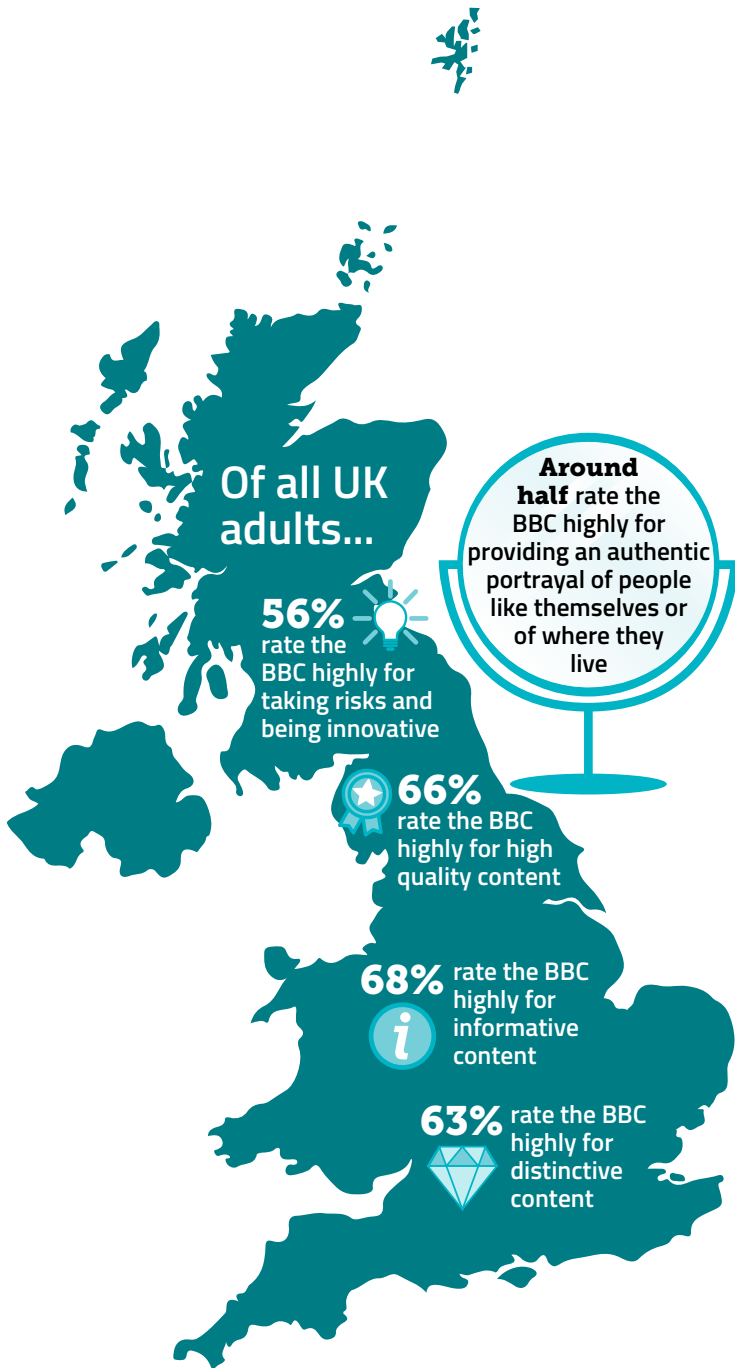 Of all UK
adults...
Around
half rate the
BBC highly for
providing an authentic
portrayal of people
like themselves or
of where they
live
56%
rate the
BBC highly for
taking risks and
being innovative
66%
rate the BBC
highly for high
quality content
68% rate the BBC
highly for
informative
content
i
63% rate the BBC
highly for
distinctive
content